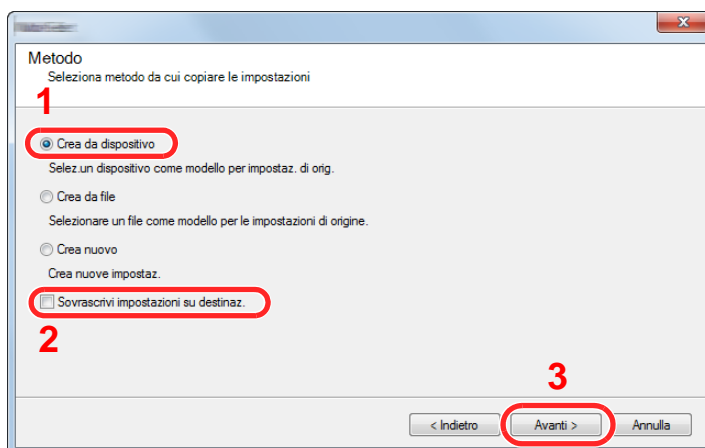 Metodo
Seleziona metodo da cui copiare le impostazioni
1
Crea da dispositivo
Selez.un dispositivo come modello per impostaz. di orig.
Crea da file
Selezionare un file come modello per le impostazioni di origine.
Crea nuovo
Crea nuove impostaz.
Sovrascrivi impostazioni su destinaz.
2
3
< Indietro
Avanti >
Annulla